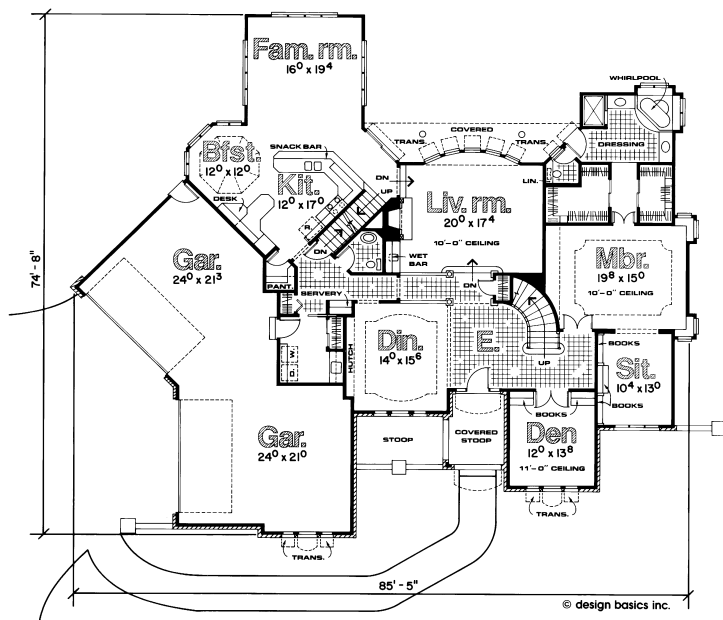 Fam. rm.
16⁰ x 19⁴
WHIRLPOOL
TRANS.
COVERED
TRANS.
DRESSING
SNACK BAR
Bfst.
12⁰ x 12⁰
DN
UP
LIN.
DESK
Kit.
12⁰ x 17⁰
R.
DN
Liv. rm.
20⁰ x 17⁴
10'-0" CEILING
WET
BAR
Gar.
24⁰ x 21³
Mbr.
19⁸ x 15⁰
10'-0" CEILING
74'-8"
PANT.
SERVERY
DN
HUTCH
Din.
14⁰ x 15⁶
E.
UP
D. W.
BOOKS
Sit.
10⁴ x 13⁰
BOOKS
BOOKS
Gar.
24⁰ x 21⁰
STOOP
COVERED
STOOP
Den
12⁰ x 13⁸
11'-0" CEILING
TRANS.
TRANS.
85'-5"
© design basics inc.